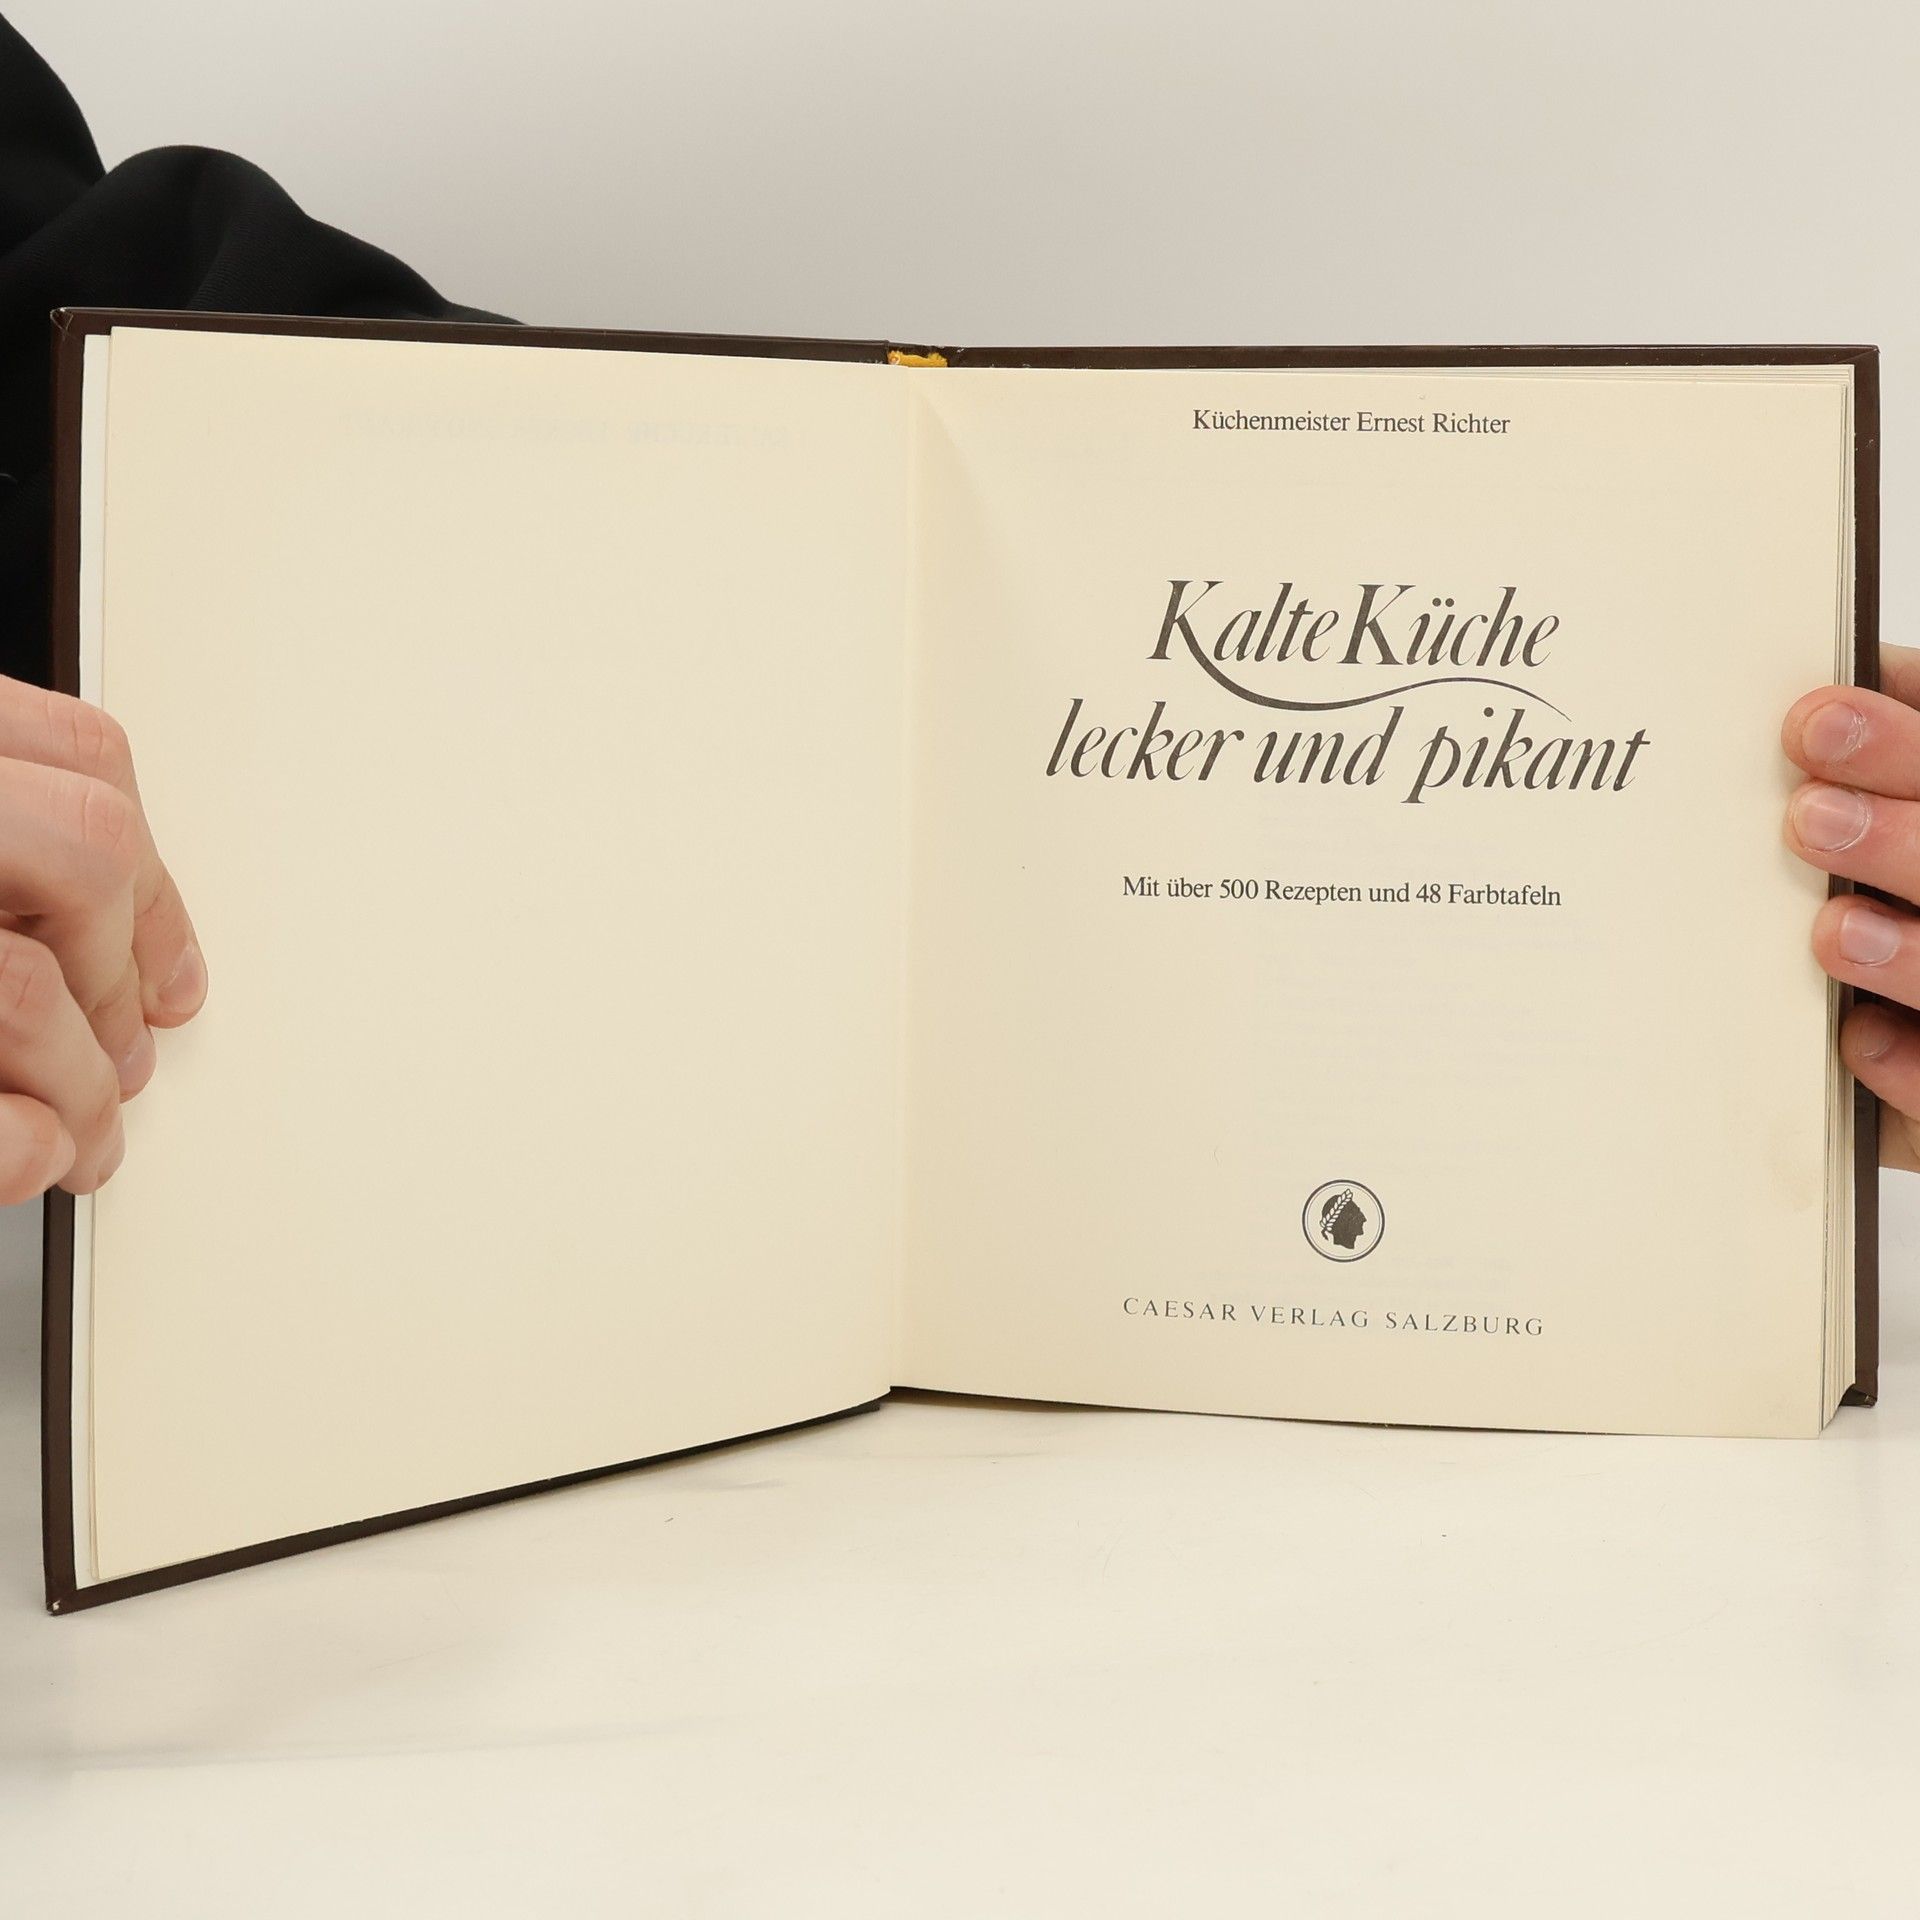 Küchenmeister Ernest Richter
Kalte Küche
lecker und pikant
Mit über 500 Rezepten und 48 Farbtafeln
CAESAR VERLAG SALZBURG